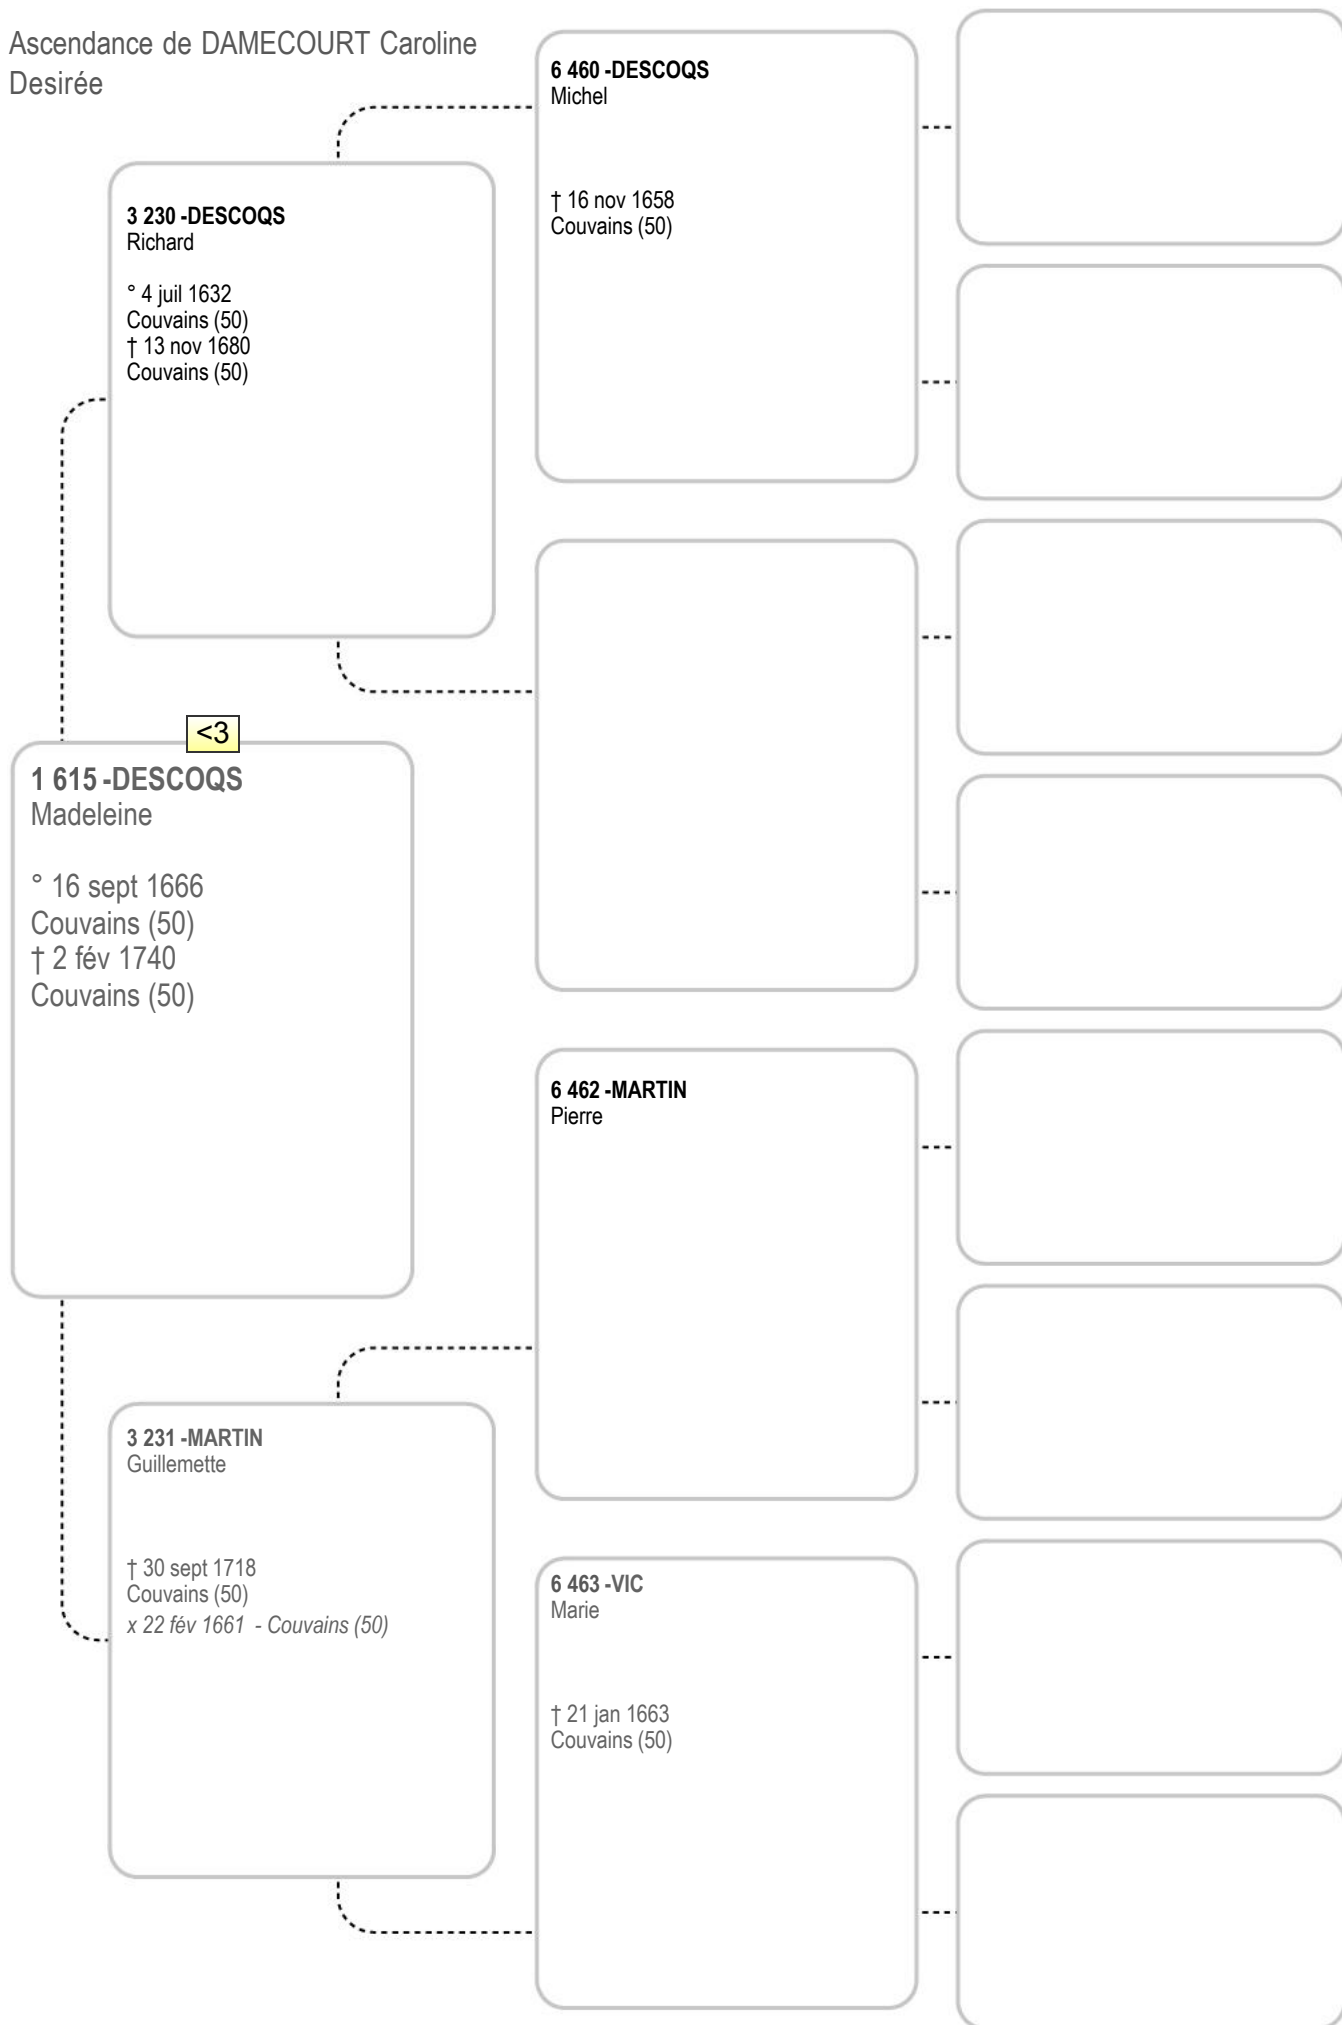 Ascendance de DAMECOURT Caroline
Desirée
6 460 -DESCOQS
Michel
† 16 nov 1658
Couvains (50)
3 230 -DESCOQS
Richard
° 4 juil 1632
Couvains (50)
† 13 nov 1680
Couvains (50)
<3
1 615 -DESCOQS
Madeleine
° 16 sept 1666
Couvains (50)
† 2 fév 1740
Couvains (50)
6 462 -MARTIN
Pierre
3 231 -MARTIN
Guillemette
† 30 sept 1718
Couvains (50)
x 22 fév 1661 - Couvains (50)
6 463 -VIC
Marie
† 21 jan 1663
Couvains (50)